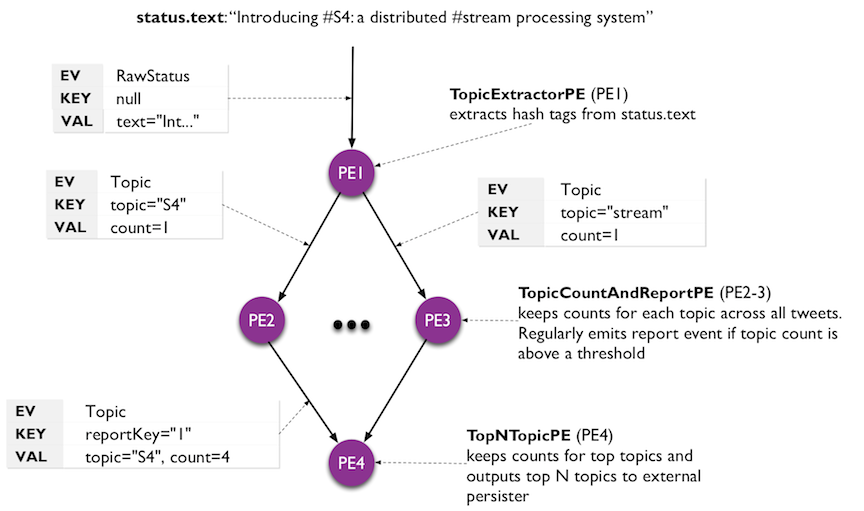 status.text:“Introducing #S4: a distributed #stream processing system”
EV RawStatus
KEY null
VAL text="Int..."
TopicExtractorPE (PE1)
extracts hash tags from status.text
PE1
EV Topic
KEY topic="S4"
VAL count=1
EV Topic
KEY topic="stream"
VAL count=1
PE2
PE3
TopicCountAndReportPE (PE2-3)
keeps counts for each topic across all tweets.
Regularly emits report event if topic count is
above a threshold
EV Topic
KEY reportKey="1"
VAL topic="S4", count=4
PE4
TopNTopicPE (PE4)
keeps counts for top topics and
outputs top N topics to external
persister